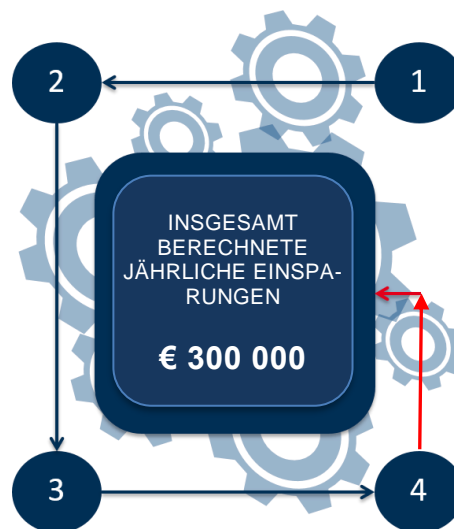 2
1
INSGESAMT
BERECHNETE
JÄHRLICHE EINSPA-
RUNGEN
€ 300 000
3
4